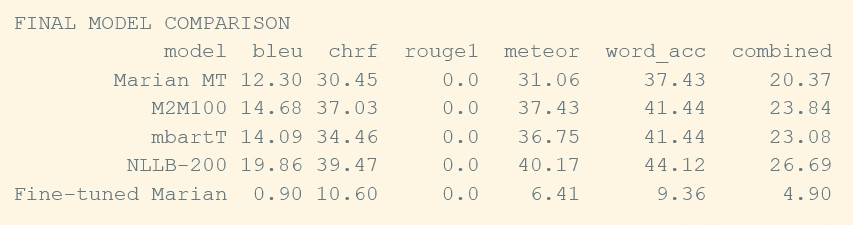 FINAL MODEL COMPARISON
model bleu chrf rouge1 meteor word_acc combined
Marian MT 12.30 30.45 0.0 31.06 37.43 20.37
M2M100 14.68 37.03 0.0 37.43 41.44 23.84
mbartT 14.09 34.46 0.0 36.75 41.44 23.08
NLLB-200 19.86 39.47 0.0 40.17 44.12 26.69
Fine-tuned Marian 0.90 10.60 0.0 6.41 9.36 4.90